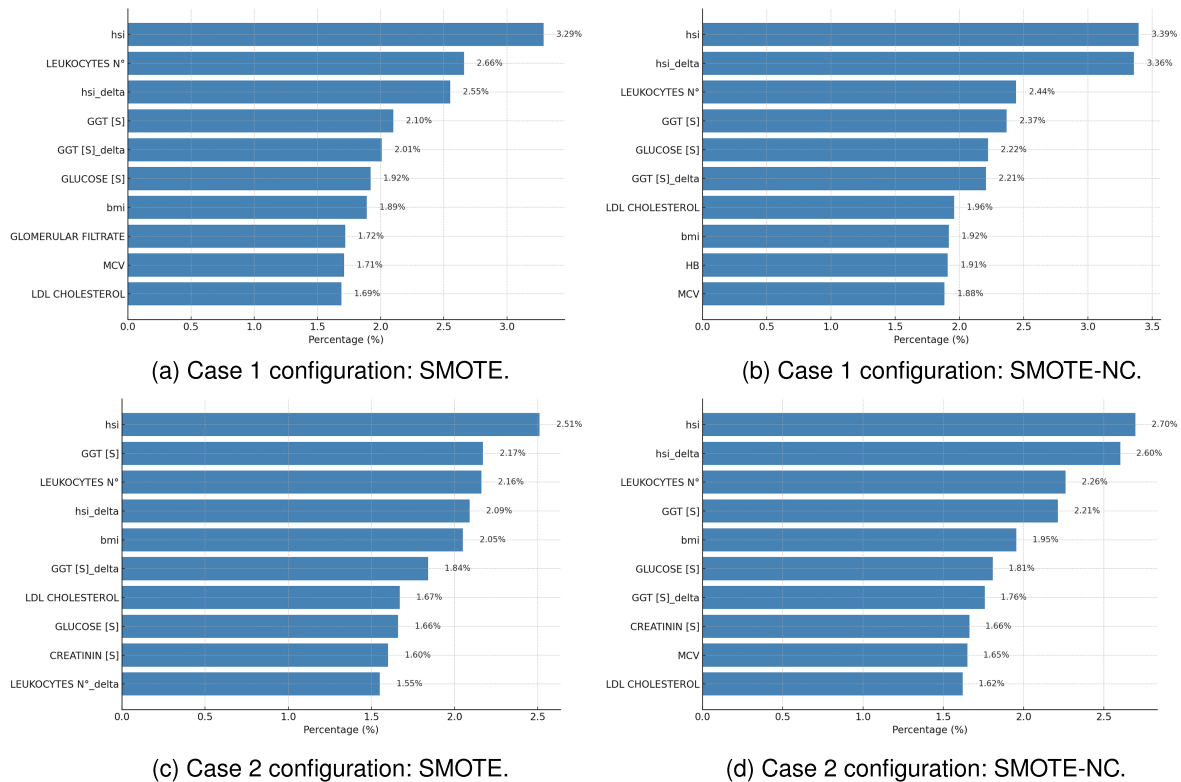 hsi 3.29%
LEUKOCYTES N° 2.66%
hsi_delta 2.55%
GGT [S] 2.10%
GGT [S]_delta 2.01%
GLUCOSE [S] 1.92%
bmi 1.89%
GLOMERULAR FILTRATE 1.72%
MCV 1.71%
LDL CHOLESTEROL 1.69%
0.0 0.5 1.0 1.5 2.0 2.5 3.0
Percentage (%)
(a) Case 1 configuration: SMOTE.
hsi 3.39%
hsi_delta 3.36%
LEUKOCYTES N° 2.44%
GGT [S] 2.37%
GLUCOSE [S] 2.22%
GGT [S]_delta 2.21%
LDL CHOLESTEROL 1.96%
bmi 1.92%
HB 1.91%
MCV 1.88%
0.0 0.5 1.0 1.5 2.0 2.5 3.0 3.5
Percentage (%)
(b) Case 1 configuration: SMOTE-NC.
hsi 2.51%
GGT [S] 2.17%
LEUKOCYTES N° 2.16%
hsi_delta 2.09%
bmi 2.05%
GGT [S]_delta 1.84%
LDL CHOLESTEROL 1.67%
GLUCOSE [S] 1.66%
CREATININ [S] 1.60%
LEUKOCYTES N°_delta 1.55%
0.0 0.5 1.0 1.5 2.0 2.5
Percentage (%)
(c) Case 2 configuration: SMOTE.
hsi 2.70%
hsi_delta 2.60%
LEUKOCYTES N° 2.26%
GGT [S] 2.21%
bmi 1.95%
GLUCOSE [S] 1.81%
GGT [S]_delta 1.76%
CREATININ [S] 1.66%
MCV 1.65%
LDL CHOLESTEROL 1.62%
0.0 0.5 1.0 1.5 2.0 2.5
Percentage (%)
(d) Case 2 configuration: SMOTE-NC.